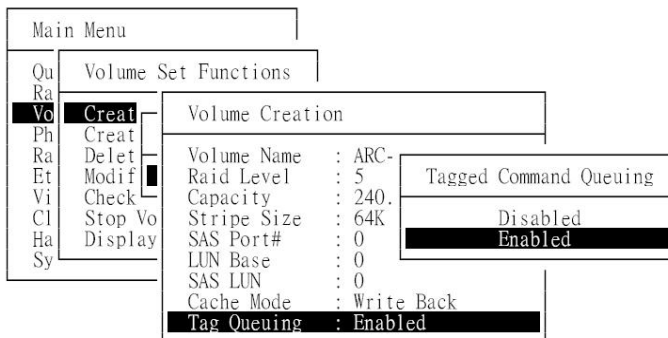 Main Menu
Qu
Ra
Vo
Ph
Ra
Et
Vi
Cl
Ha
Sy
Volume Set Functions
Creat
Creat
Delet
Modif
Check
Stop Vo
Display
Volume Creation
Volume Name : ARC-
Raid Level : 5
Capacity : 240.
Stripe Size : 64K
SAS Port# : 0
LUN Base : 0
SAS LUN : 0
Cache Mode : Write Back
Tag Queuing : Enabled
Tagged Command Queuing
Disabled
Enabled